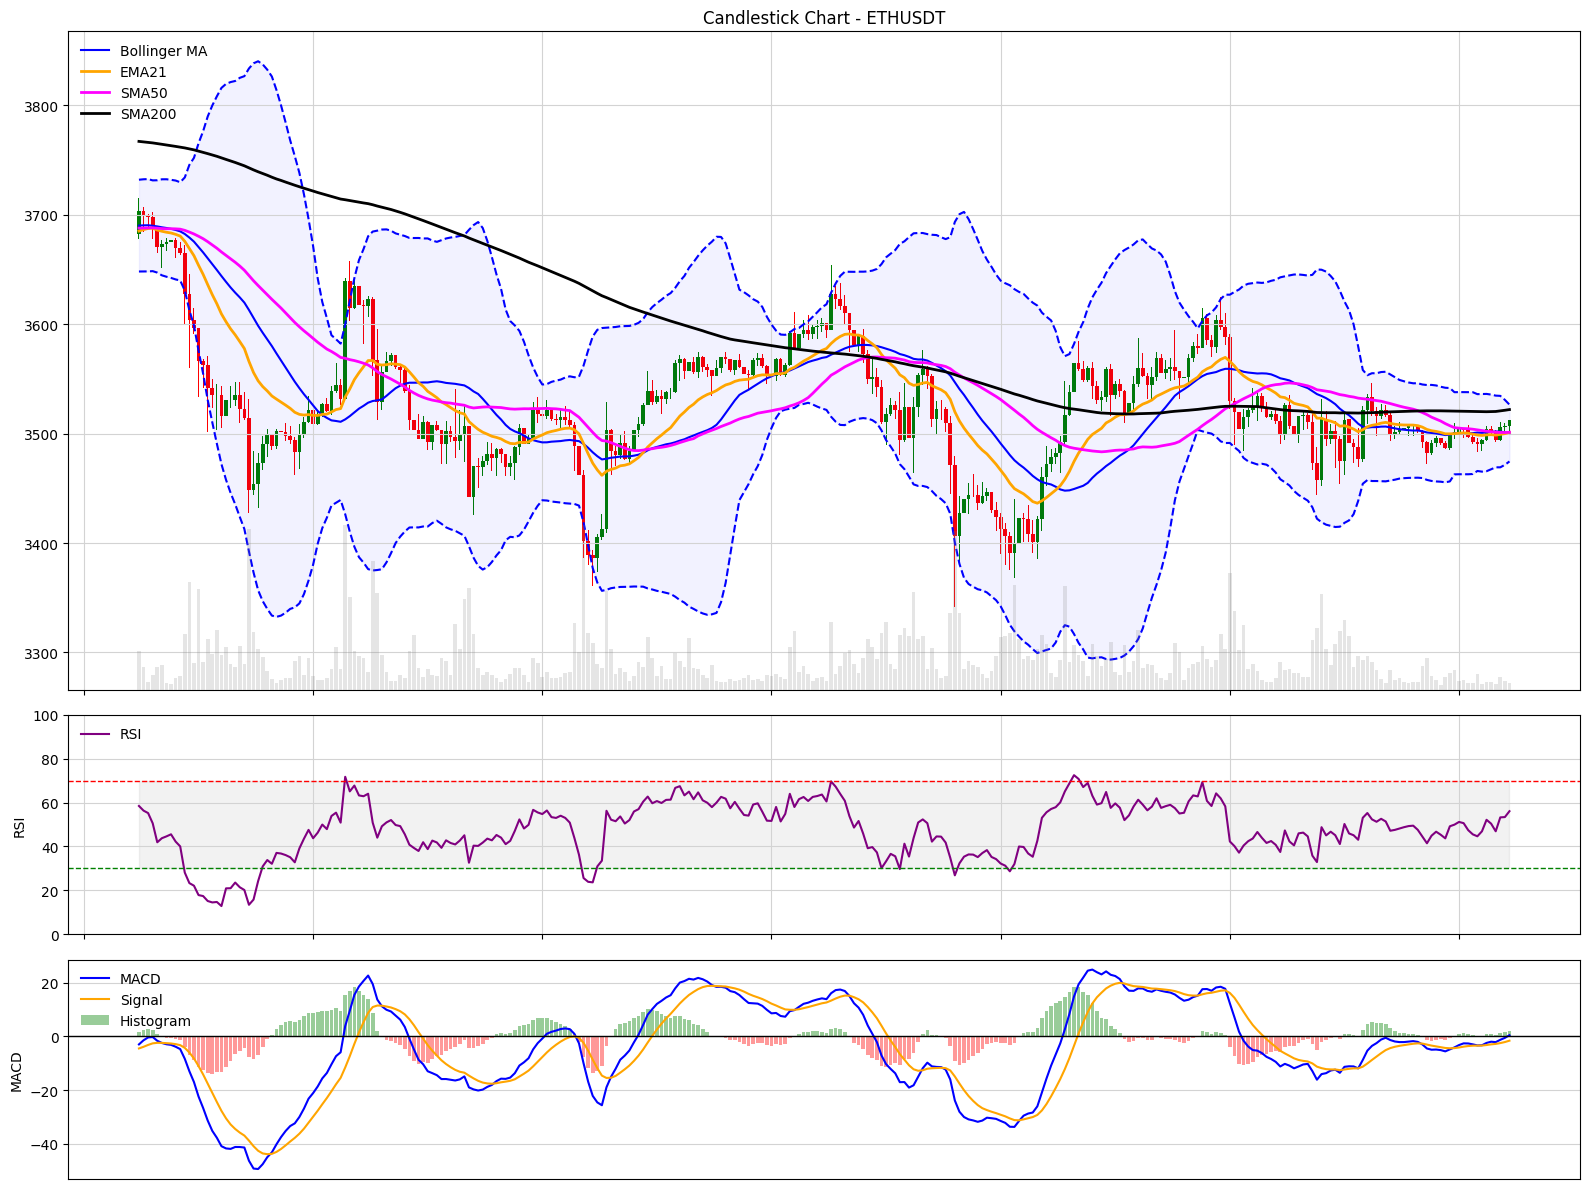 Candlestick Chart - ETHUSDT
Bollinger MA
EMA21
SMA50
SMA200
3800
3700
3600
3500
3400
3300
RSI
100
80
60
40
20
0
RSI
MACD
Signal
Histogram
20
0
−20
−40
MACD